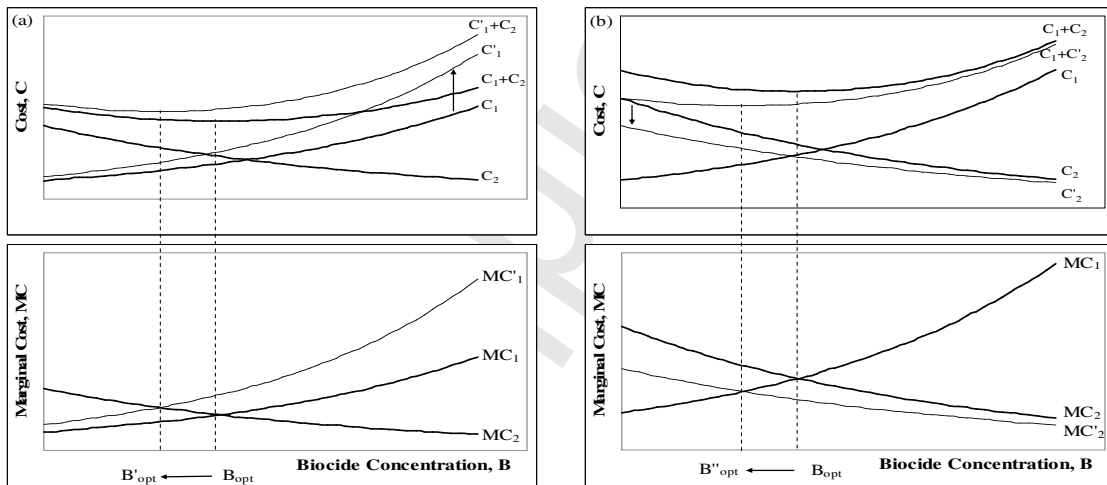 (a)
C'₁+C₂
C'₁
C₁+C₂
C₁
C₂
Cost, C
MC'₁
MC₁
MC₂
Marginal Cost, MC
Biocide Concentration, B
B'opt
Bopt
(b)
C₁+C₂
C₁+C'₂
C₁
C₂
C'₂
Cost, C
MC₁
MC₂
MC'₂
Marginal Cost, MC
Biocide Concentration, B
B''opt
Bopt